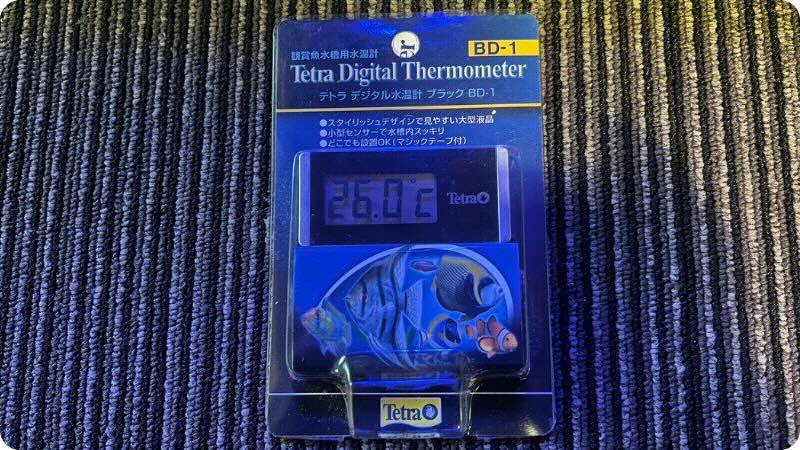 BD-1
観賞魚水槽用水温計
Tetra Digital Thermometer
テトラ デジタル水温計 ブラック BD-1
●スタイリッシュデザインで見やすい大型液晶
●小型センサーで水槽内スッキリ
●どこでも設置OK(マジックテープ付)
26.0℃
Tetra
Tetra